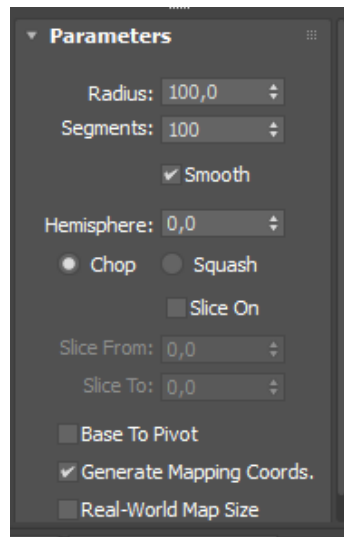 Parameters
Radius: 100,0
Segments: 100
Smooth
Hemisphere: 0,0
Chop Squash
Slice On
Slice From: 0,0
Slice To: 0,0
Base To Pivot
Generate Mapping Coords.
Real-World Map Size